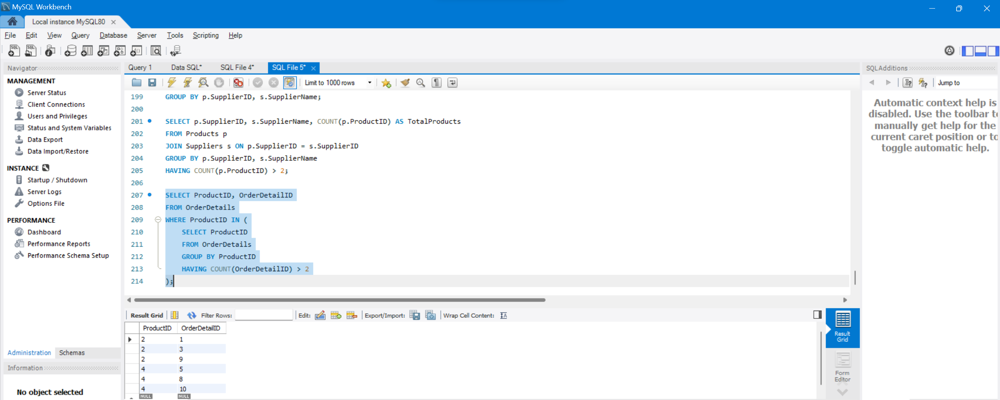 MySQL Workbench
Local instance MySQL80
File Edit View Query Database Server Tools Scripting Help
Navigator
MANAGEMENT
Server Status
Client Connections
Users and Privileges
Status and System Variables
Data Export
Data Import/Restore
INSTANCE
Startup / Shutdown
Server Logs
Options File
PERFORMANCE
Dashboard
Performance Reports
Performance Schema Setup
Administration Schemas
Information
No object selected
Query 1 Data SQL* SQL File 4* SQL File 5*
Limit to 1000 rows
199 GROUP BY p.SupplierID, s.SupplierName;
200
201 SELECT p.SupplierID, s.SupplierName, COUNT(p.ProductID) AS TotalProducts
202 FROM Products p
203 JOIN Suppliers s ON p.SupplierID = s.SupplierID
204 GROUP BY p.SupplierID, s.SupplierName
205 HAVING COUNT(p.ProductID) > 2;
206
207 SELECT ProductID, OrderDetailID
208 FROM OrderDetails
209 WHERE ProductID IN (
210 SELECT ProductID
211 FROM OrderDetails
212 GROUP BY ProductID
213 HAVING COUNT(OrderDetailID) > 2
214 );
Result Grid Filter Rows: Edit: Export/Import: Wrap Cell Content:
ProductID OrderDetailID
2 1
2 3
2 9
4 5
4 8
4 10
NULL NULL
Result
Grid
Form
Editor
SQLAdditions
Jump to
Automatic context help is
disabled. Use the toolbar to
manually get help for the
current caret position or to
toggle automatic help.